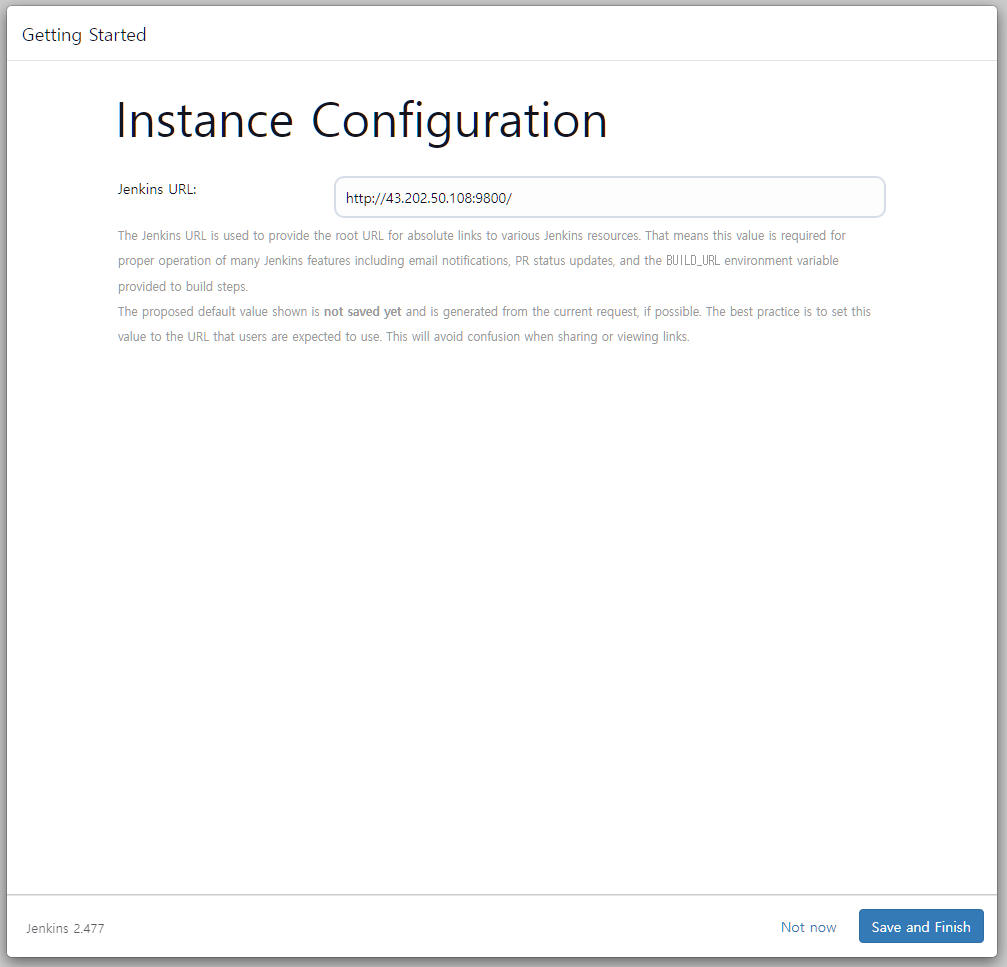 Getting Started
Instance Configuration
Jenkins URL:
http://43.202.50.108:9800/
The Jenkins URL is used to provide the root URL for absolute links to various Jenkins resources. That means this value is required for
proper operation of many Jenkins features including email notifications, PR status updates, and the BUILD_URL environment variable
provided to build steps.
The proposed default value shown is not saved yet and is generated from the current request, if possible. The best practice is to set this
value to the URL that users are expected to use. This will avoid confusion when sharing or viewing links.
Jenkins 2.477
Not now
Save and Finish